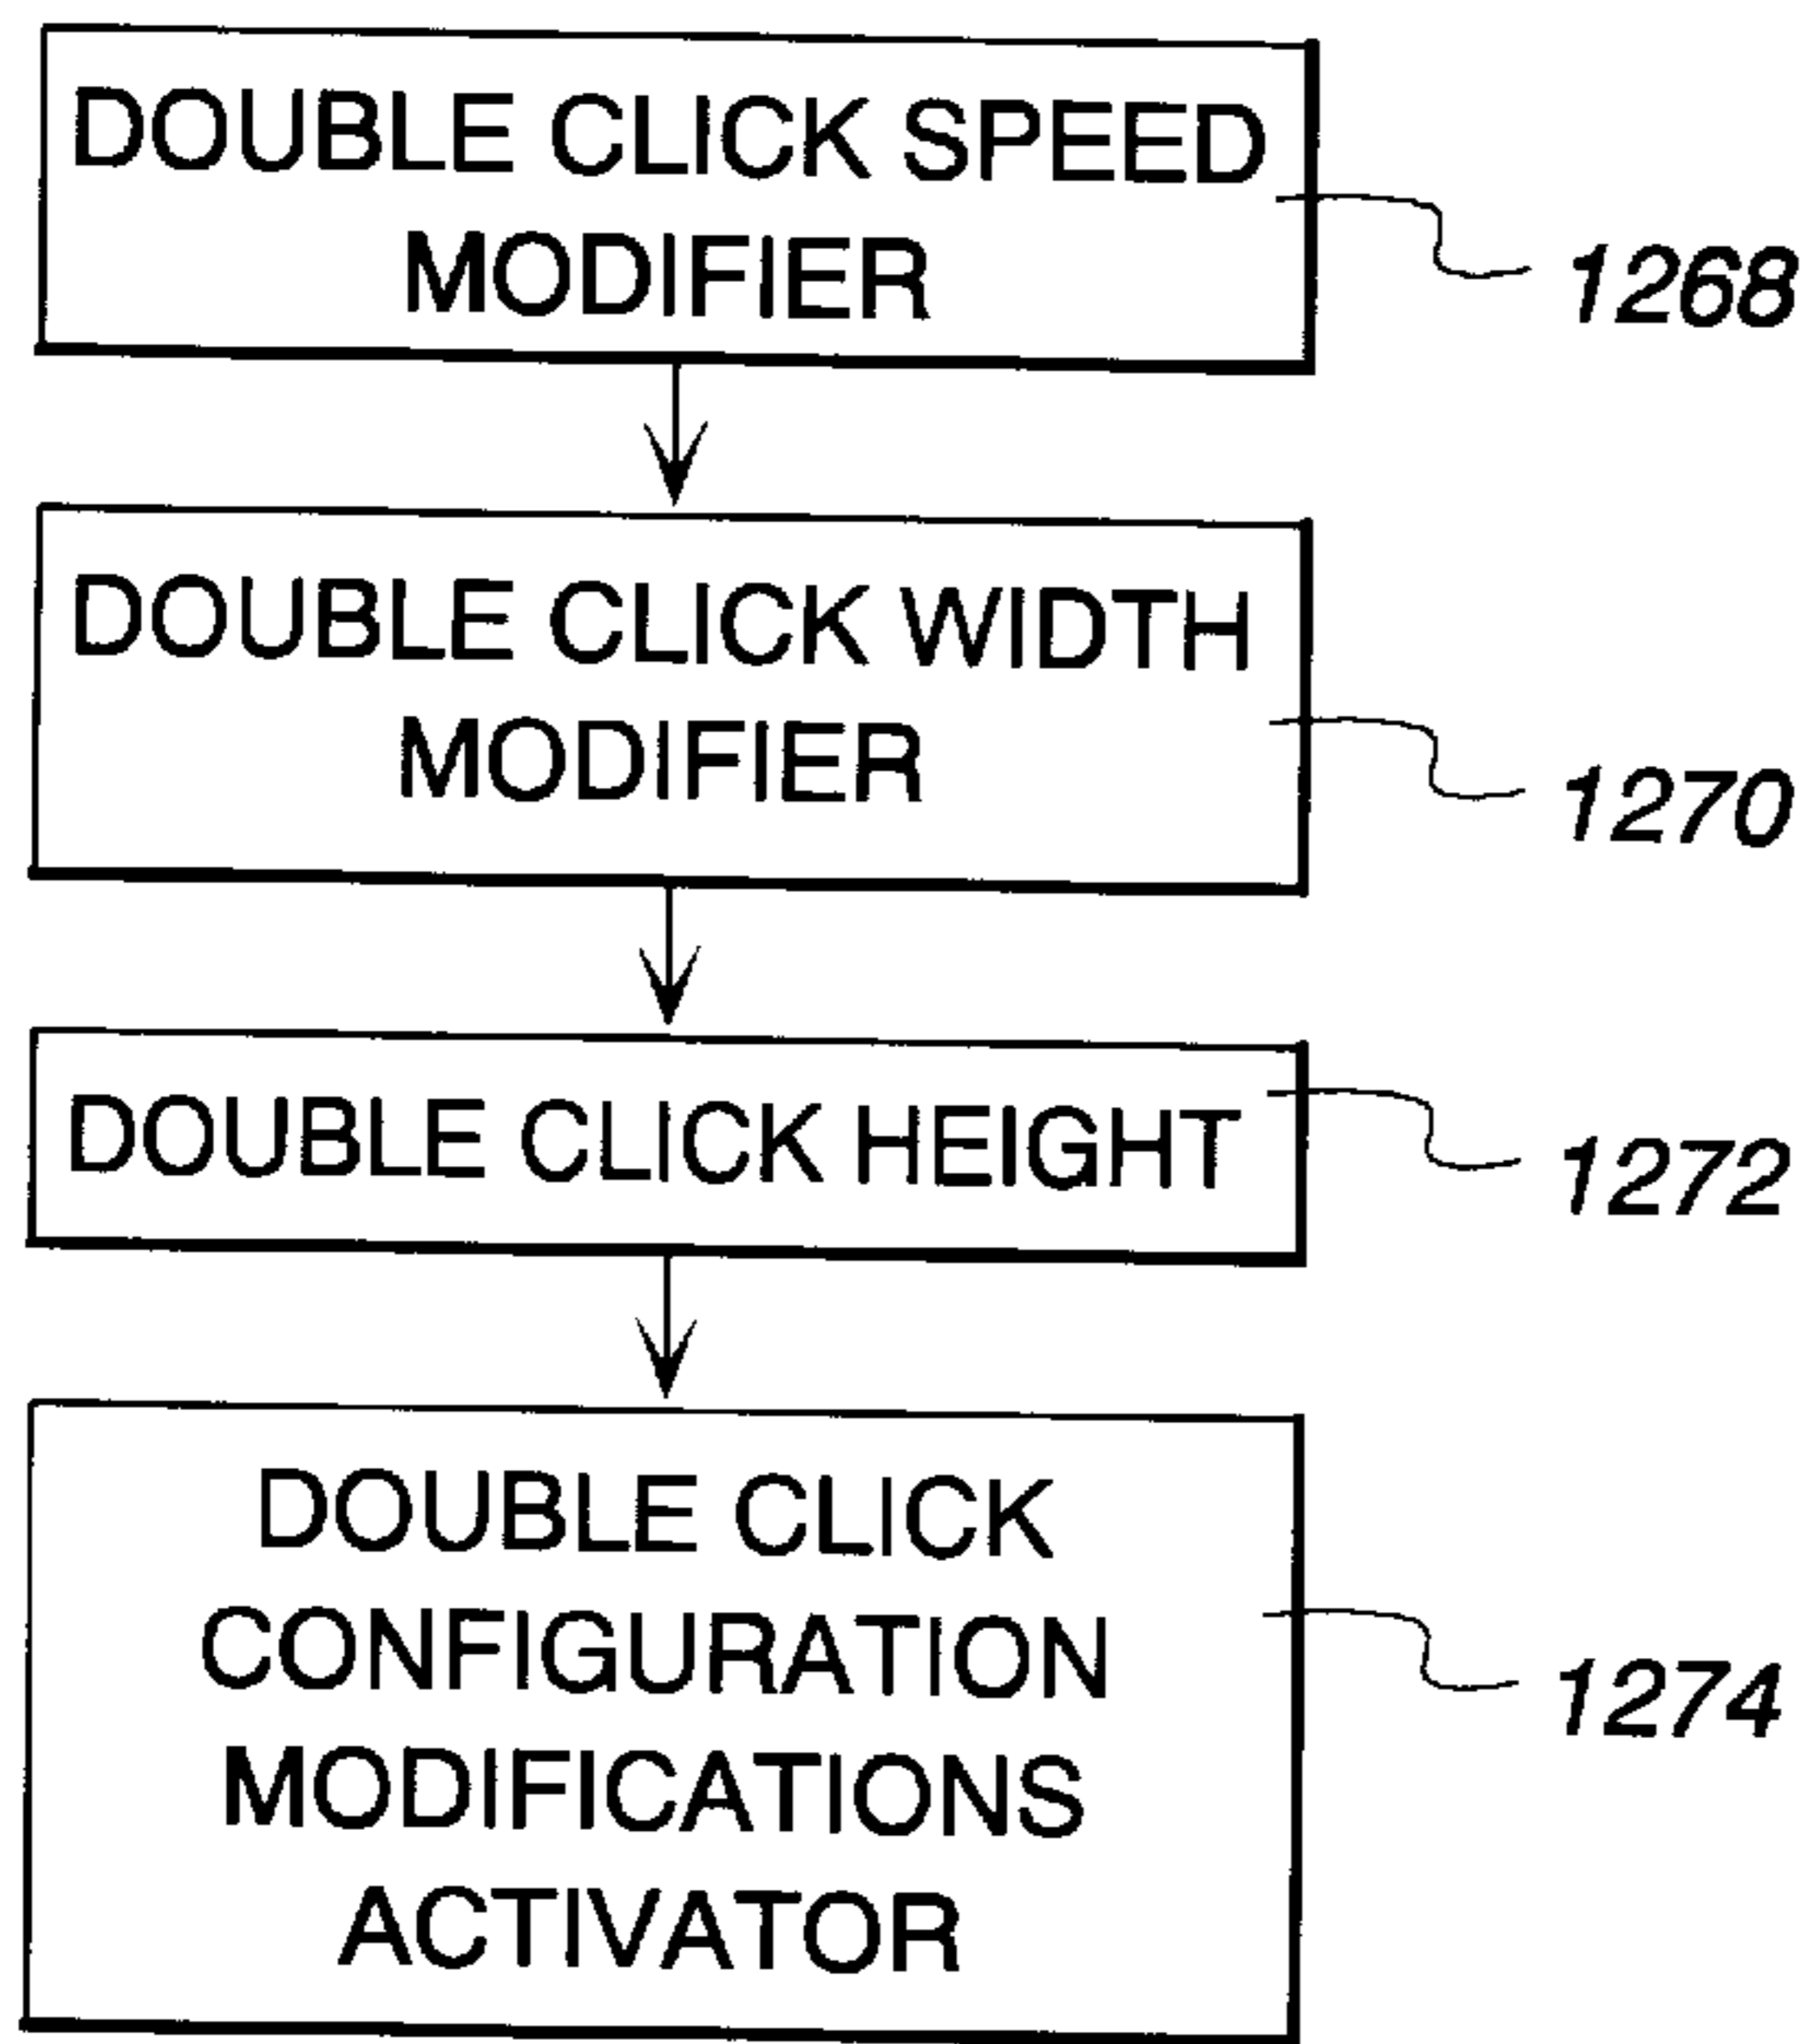 DOUBLE CLICK SPEED
MODIFIER
1268
DOUBLE CLICK WIDTH
MODIFIER
1270
DOUBLE CLICK HEIGHT
1272
DOUBLE CLICK
CONFIGURATION
MODIFICATIONS
ACTIVATOR
1274